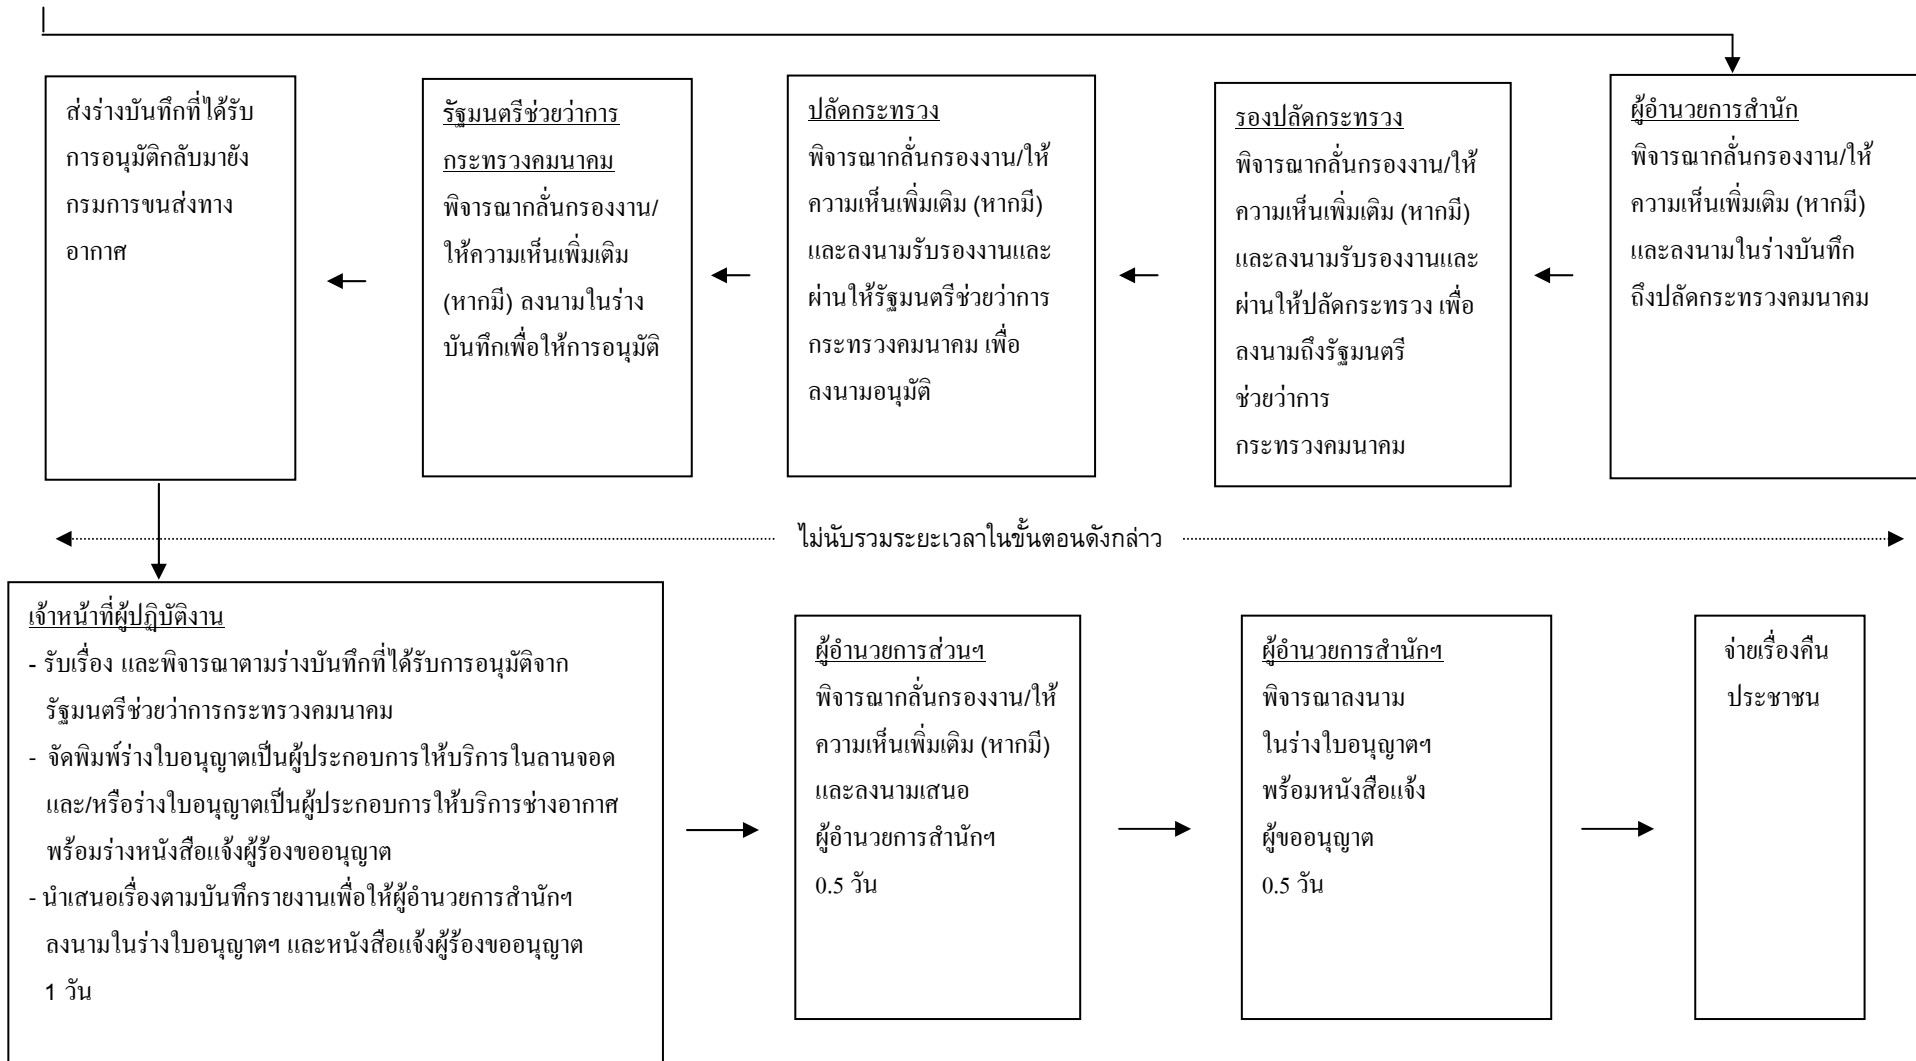 ส่งร่างบันทึกที่ได้รับ
การอนุมัติกลับมายัง
กรมการขนส่งทาง
อากาศ
รัฐมนตรีช่วยว่าการ
กระทรวงคมนาคม
พิจารณากลั่นกรองงาน/
ให้ความเห็นเพิ่มเติม
(หากมี) ลงนามในร่าง
บันทึกเพื่อให้การอนุมัติ
ปลัดกระทรวง
พิจารณากลั่นกรองงาน/ให้
ความเห็นเพิ่มเติม (หากมี)
และลงนามรับรองงานและ
ผ่านให้รัฐมนตรีช่วยว่าการ
กระทรวงคมนาคม เพื่อ
ลงนามอนุมัติ
รองปลัดกระทรวง
พิจารณากลั่นกรองงาน/ให้
ความเห็นเพิ่มเติม (หากมี)
และลงนามรับรองงานและ
ผ่านให้ปลัดกระทรวง เพื่อ
ลงนามถึงรัฐมนตรี
ช่วยว่าการ
กระทรวงคมนาคม
ผู้อำนวยการสำนัก
พิจารณากลั่นกรองงาน/ให้
ความเห็นเพิ่มเติม (หากมี)
และลงนามในร่างบันทึก
ถึงปลัดกระทรวงคมนาคม
ไม่นับรวมระยะเวลาในขั้นตอนดังกล่าว
เจ้าหน้าที่ผู้ปฏิบัติงาน
- รับเรื่อง และพิจารณาตามร่างบันทึกที่ได้รับการอนุมัติจาก
รัฐมนตรีช่วยว่าการกระทรวงคมนาคม
- จัดพิมพ์ร่างใบอนุญาตเป็นผู้ประกอบการให้บริการในลานจอด
และ/หรือร่างใบอนุญาตเป็นผู้ประกอบการให้บริการช่างอากาศ
พร้อมร่างหนังสือแจ้งผู้ร้องขออนุญาต
- นำเสนอเรื่องตามบันทึกรายงานเพื่อให้ผู้อำนวยการสำนักฯ
ลงนามในร่างใบอนุญาตฯ และหนังสือแจ้งผู้ร้องขออนุญาต
1 วัน
ผู้อำนวยการส่วนฯ
พิจารณากลั่นกรองงาน/ให้
ความเห็นเพิ่มเติม (หากมี)
และลงนามเสนอ
ผู้อำนวยการสำนักฯ
0.5 วัน
ผู้อำนวยการสำนักฯ
พิจารณาลงนาม
ในร่างใบอนุญาตฯ
พร้อมหนังสือแจ้ง
ผู้ขออนุญาต
0.5 วัน
จ่ายเรื่องคืน
ประชาชน